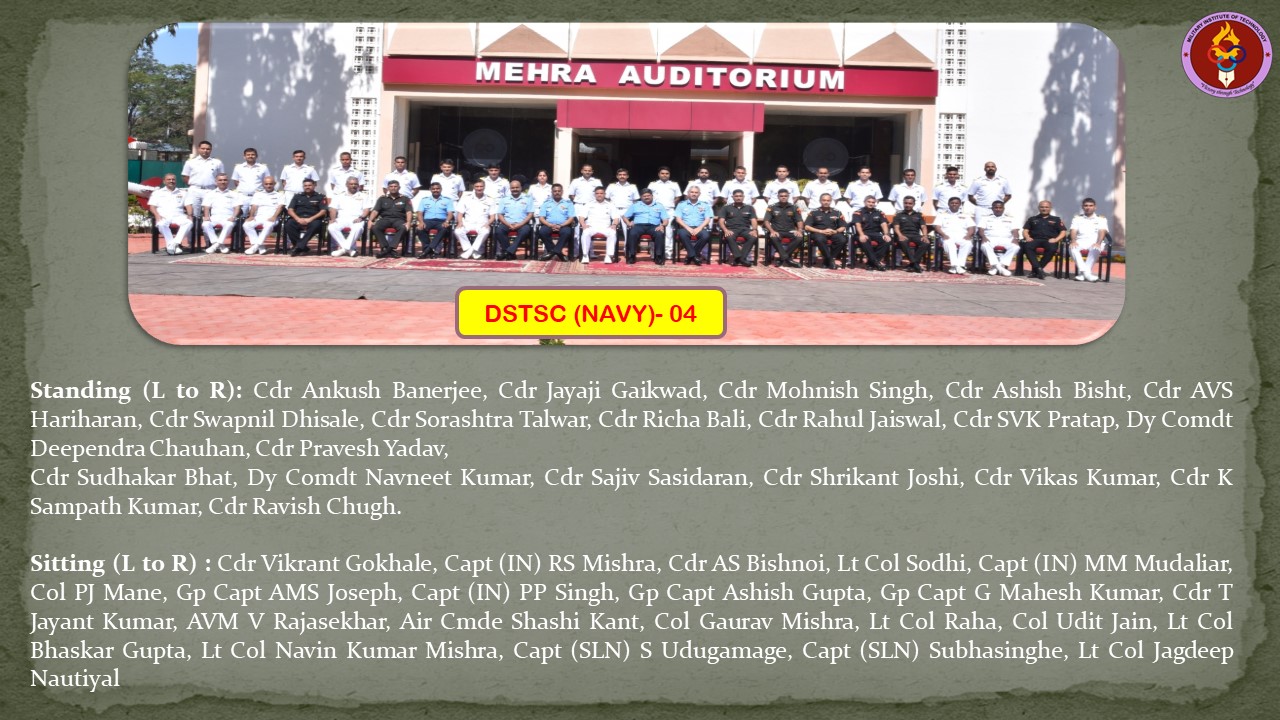 MEHRA AUDITORIUM
MILITARY INSTITUTE OF TECHNOLOGY
DSTSC (NAVY)- 04
Standing (L to R): Cdr Ankush Banerjee, Cdr Jayaji Gaikwad, Cdr Mohnish Singh, Cdr Ashish Bisht, Cdr AVS
Hariharan, Cdr Swapnil Dhisale, Cdr Sorashtra Talwar, Cdr Richa Bali, Cdr Rahul Jaiswal, Cdr SVK Pratap, Dy Comdt
Deependra Chauhan, Cdr Pravesh Yadav,
Cdr Sudhakar Bhat, Dy Comdt Navneet Kumar, Cdr Sajiv Sasidaran, Cdr Shrikant Joshi, Cdr Vikas Kumar, Cdr K
Sampath Kumar, Cdr Ravish Chugh.
Sitting (L to R) : Cdr Vikrant Gokhale, Capt (IN) RS Mishra, Cdr AS Bishnoi, Lt Col Sodhi, Capt (IN) MM Mudaliar,
Col PJ Mane, Gp Capt AMS Joseph, Capt (IN) PP Singh, Gp Capt Ashish Gupta, Gp Capt G Mahesh Kumar, Cdr T
Jayant Kumar, AVM V Rajasekhar, Air Cmde Shashi Kant, Col Gaurav Mishra, Lt Col Raha, Col Udit Jain, Lt Col
Bhaskar Gupta, Lt Col Navin Kumar Mishra, Capt (SLN) S Udugamage, Capt (SLN) Subhasinghe, Lt Col Jagdeep
Nautiyal